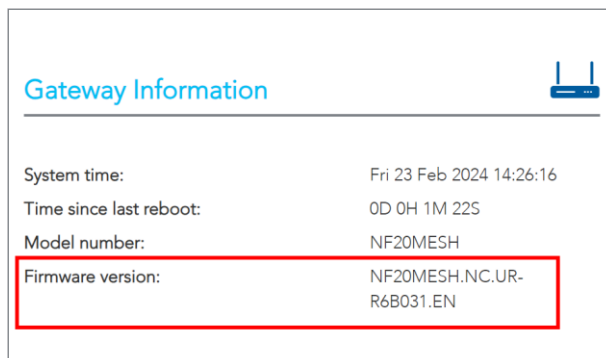 Gateway Information
System time: Fri 23 Feb 2024 14:26:16
Time since last reboot: 0D 0H 1M 22S
Model number: NF20MESH
Firmware version: NF20MESH.NC.UR-
R6B031.EN